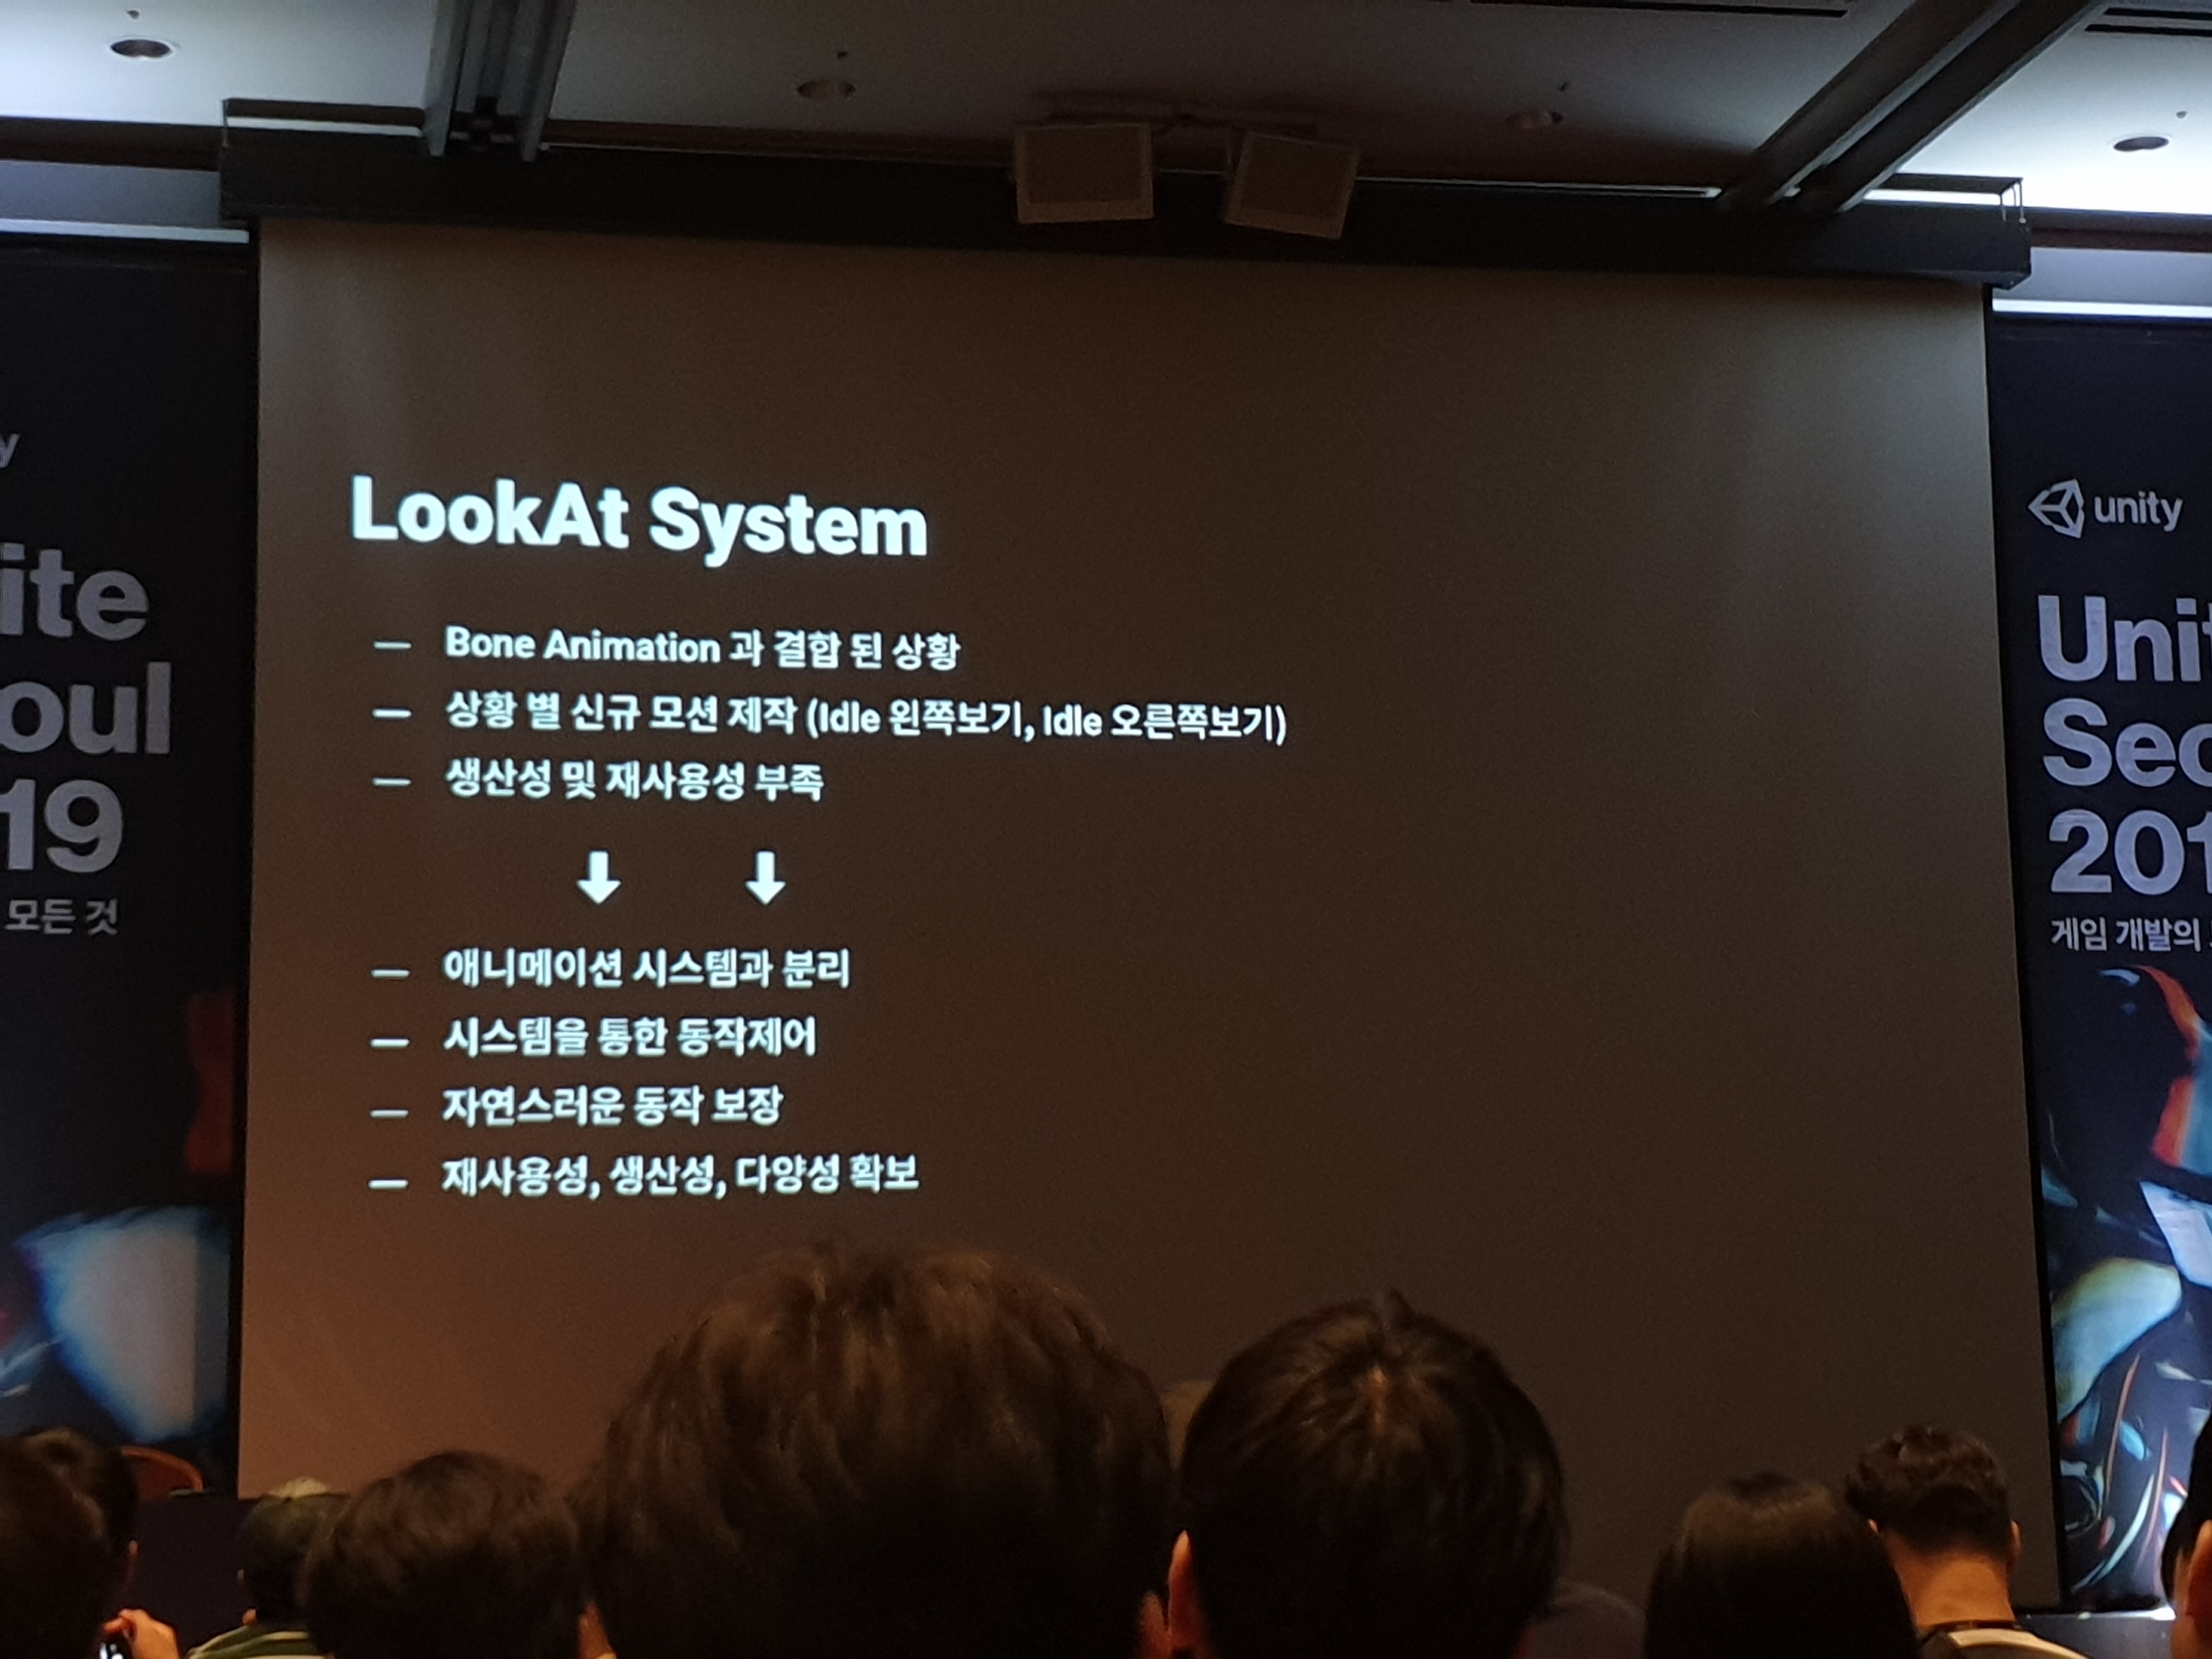 LookAt System
— Bone Animation 과 결합 된 상황
— 상황 별 신규 모션 제작 (Idle 왼쪽보기, Idle 오른쪽보기)
— 생산성 및 재사용성 부족
— 애니메이션 시스템과 분리
— 시스템을 통한 동작제어
— 자연스러운 동작 보장
— 재사용성, 생산성, 다양성 확보
y
ite
oul
19
모든 것
unity
Unit
Seo
201
게임 개발의